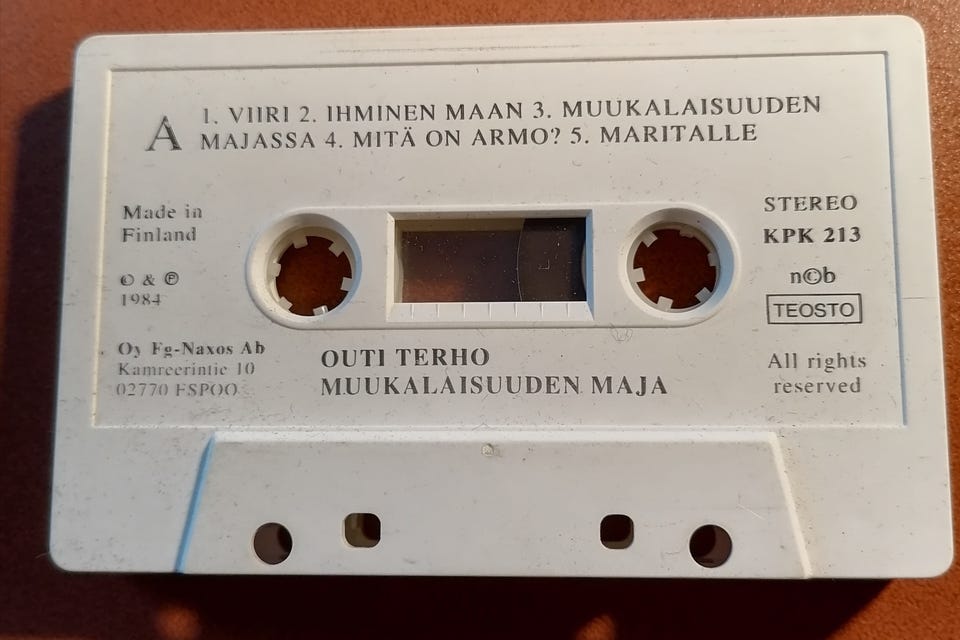 A
1. VIIRI 2. IHMINEN MAAN 3. MUUKALAISUUDEN
MAJASSA 4. MITÄ ON ARMO? 5. MARITALLE
Made in
Finland
© & ℗
1984
Oy Fg-Naxos Ab
Kamreerintie 10
02770 ESPOO
OUTI TERHO
MUUKALAISUUDEN MAJA
STEREO
KPK 213
n©b
TEOSTO
All rights
reserved